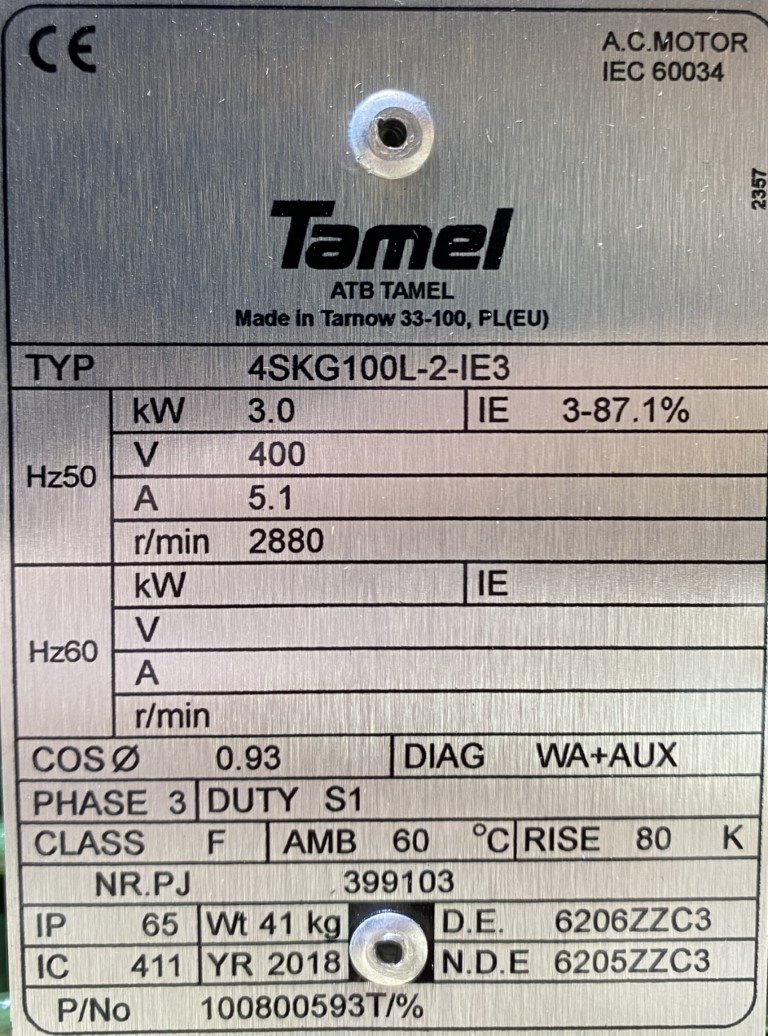 CE
A.C.MOTOR
IEC 60034
2357
Tamel
ATB TAMEL
Made in Tarnow 33-100, PL(EU)
TYP 4SKG100L-2-IE3
Hz50
kW 3.0 IE 3-87.1%
V 400
A 5.1
r/min 2880
Hz60
kW IE
V
A
r/min
COS Ø 0.93 DIAG WA+AUX
PHASE 3 DUTY S1
CLASS F AMB 60 °C RISE 80 K
NR.PJ 399103
IP 65 Wt 41 kg D.E. 6206ZZC3
IC 411 YR 2018 N.D.E 6205ZZC3
P/No 100800593T/%